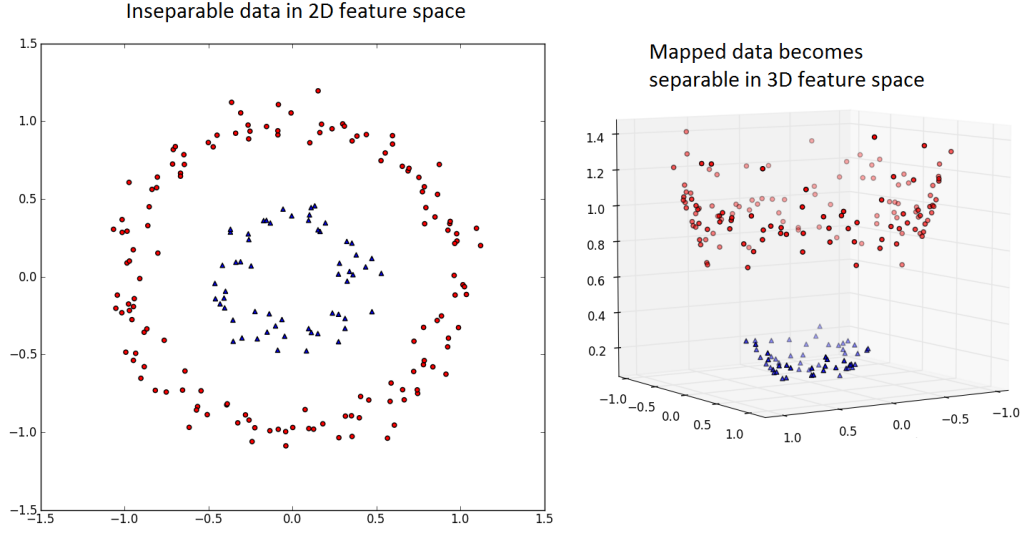 Inseparable data in 2D feature space
1.5
1.0
0.5
0.0
−0.5
−1.0
−1.5
−1.5 −1.0 −0.5 0.0 0.5 1.0 1.5
Mapped data becomes
separable in 3D feature space
1.4
1.2
1.0
0.8
0.6
0.4
0.2
−1.0 −0.5 0.0 0.5 1.0
1.0 0.5 0.0 −0.5 −1.0